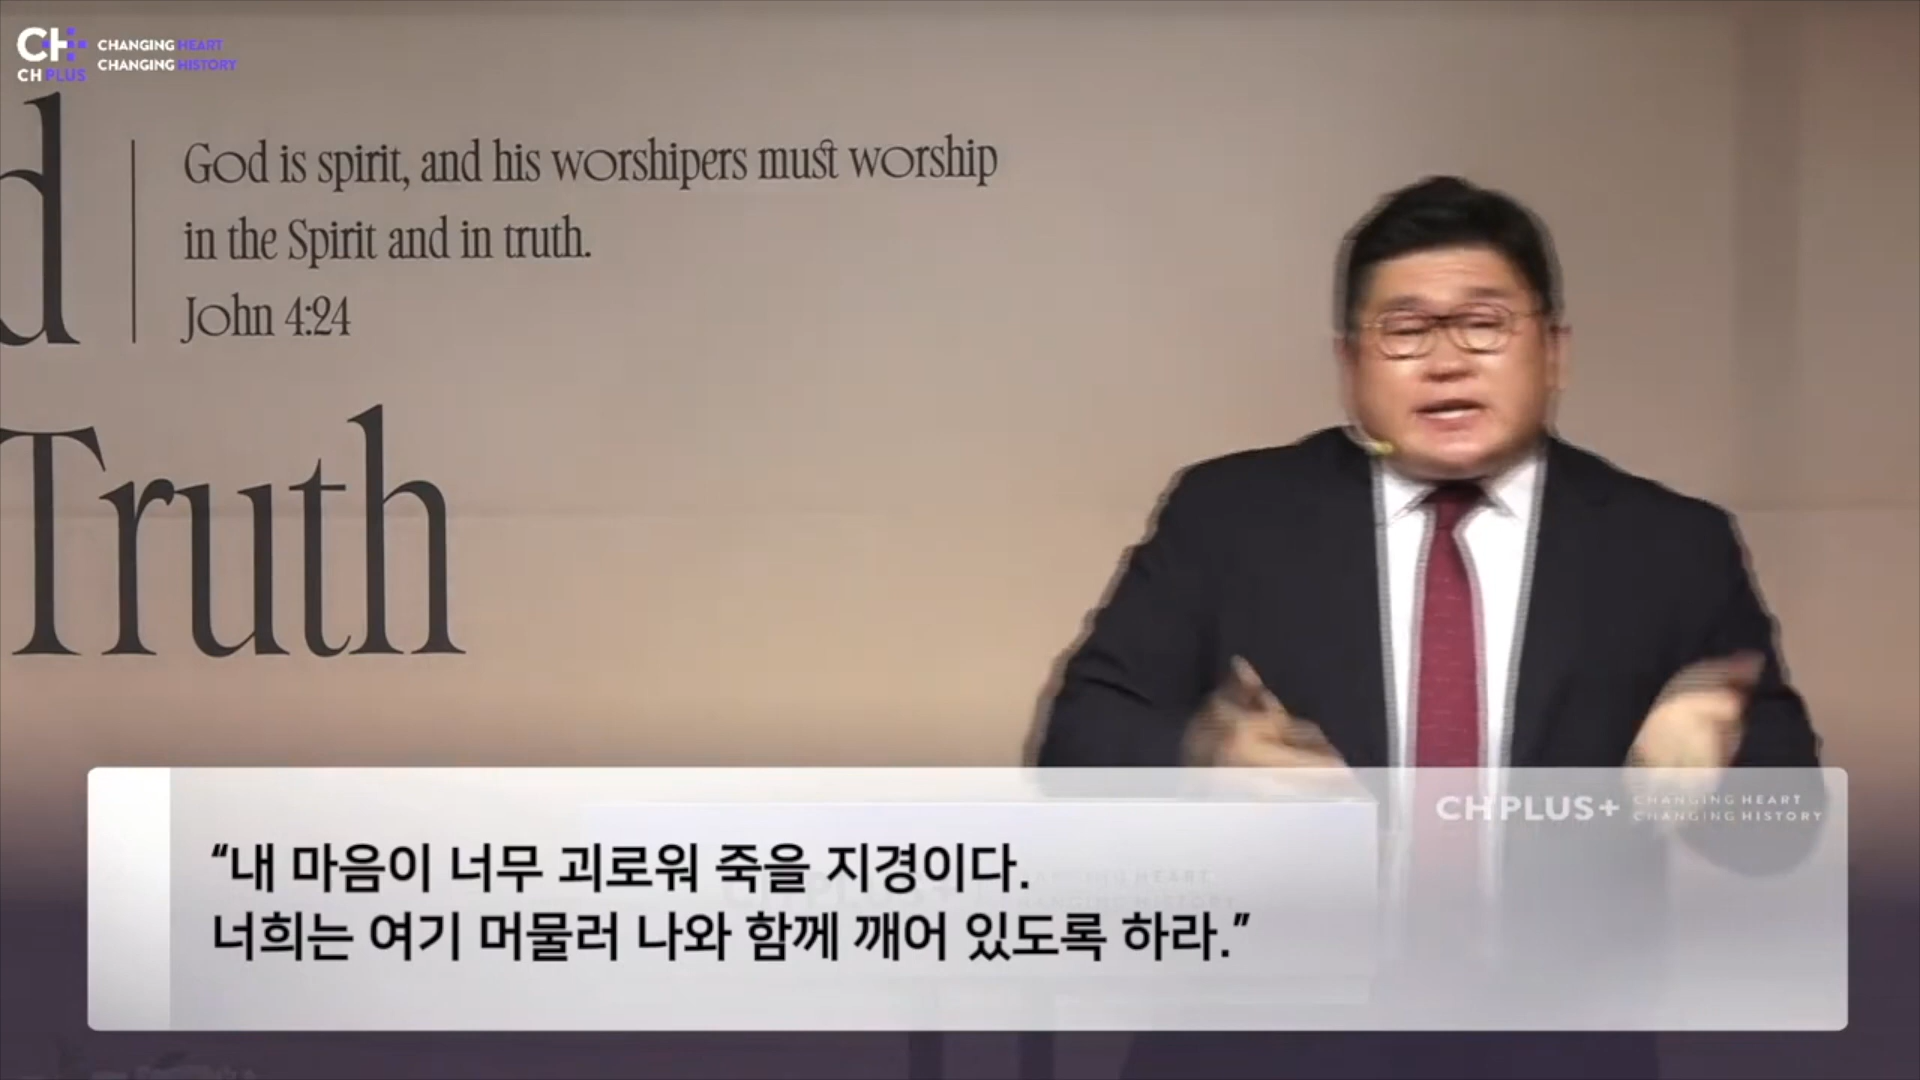 CH+
CH PLUS
CHANGING HEART
CHANGING HISTORY
d
God is spirit, and his worshipers must worship
in the Spirit and in truth.
John 4:24
Truth
CH PLUS+
CHANGING HEART
CHANGING HISTORY
“내 마음이 너무 괴로워 죽을 지경이다.
너희는 여기 머물러 나와 함께 깨어 있도록 하라.”